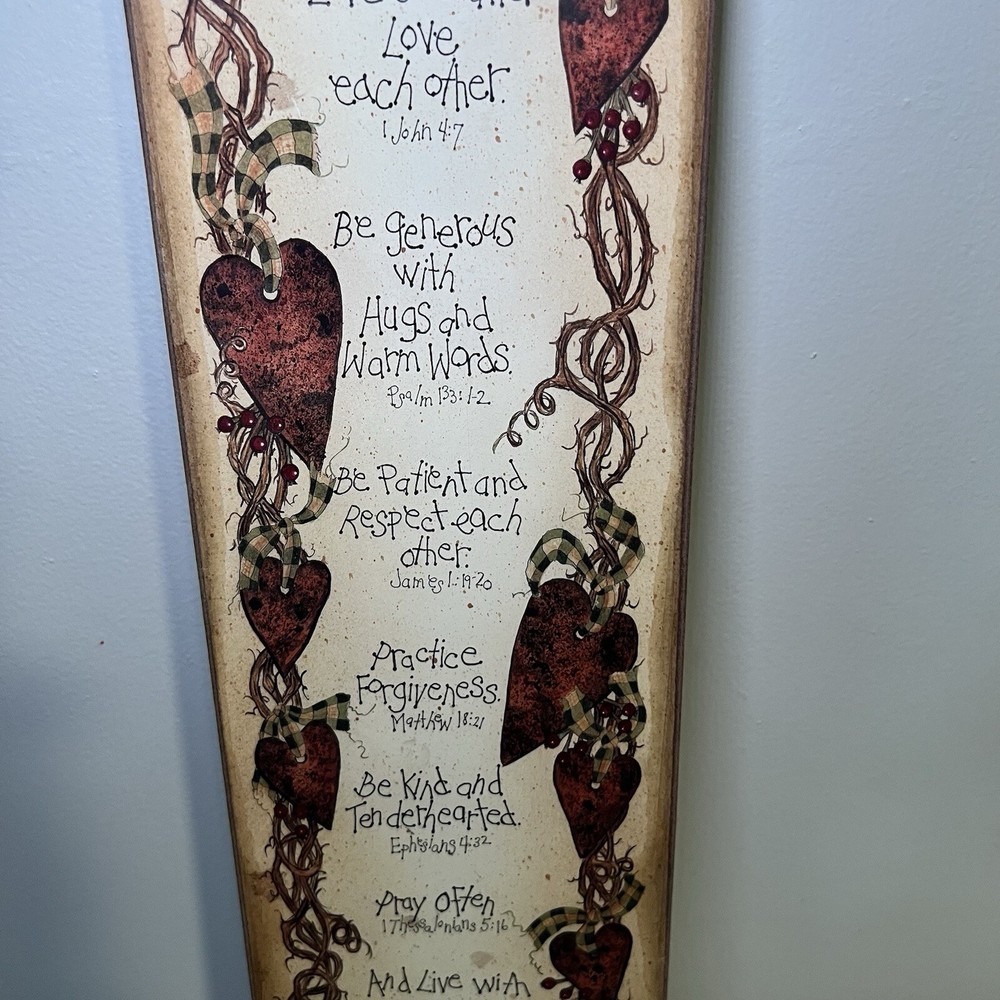 Love
each other.
1 John 4:7
Be generous
with
Hugs and
Warm Words.
Psalm 133:1-2
Be Patient and
Respect each
other.
James 1:19-20
Practice
Forgiveness.
Matthew 18:21
Be Kind and
Tenderhearted.
Ephesians 4:32
Pray Often
1 Thessalonians 5:16
And Live with